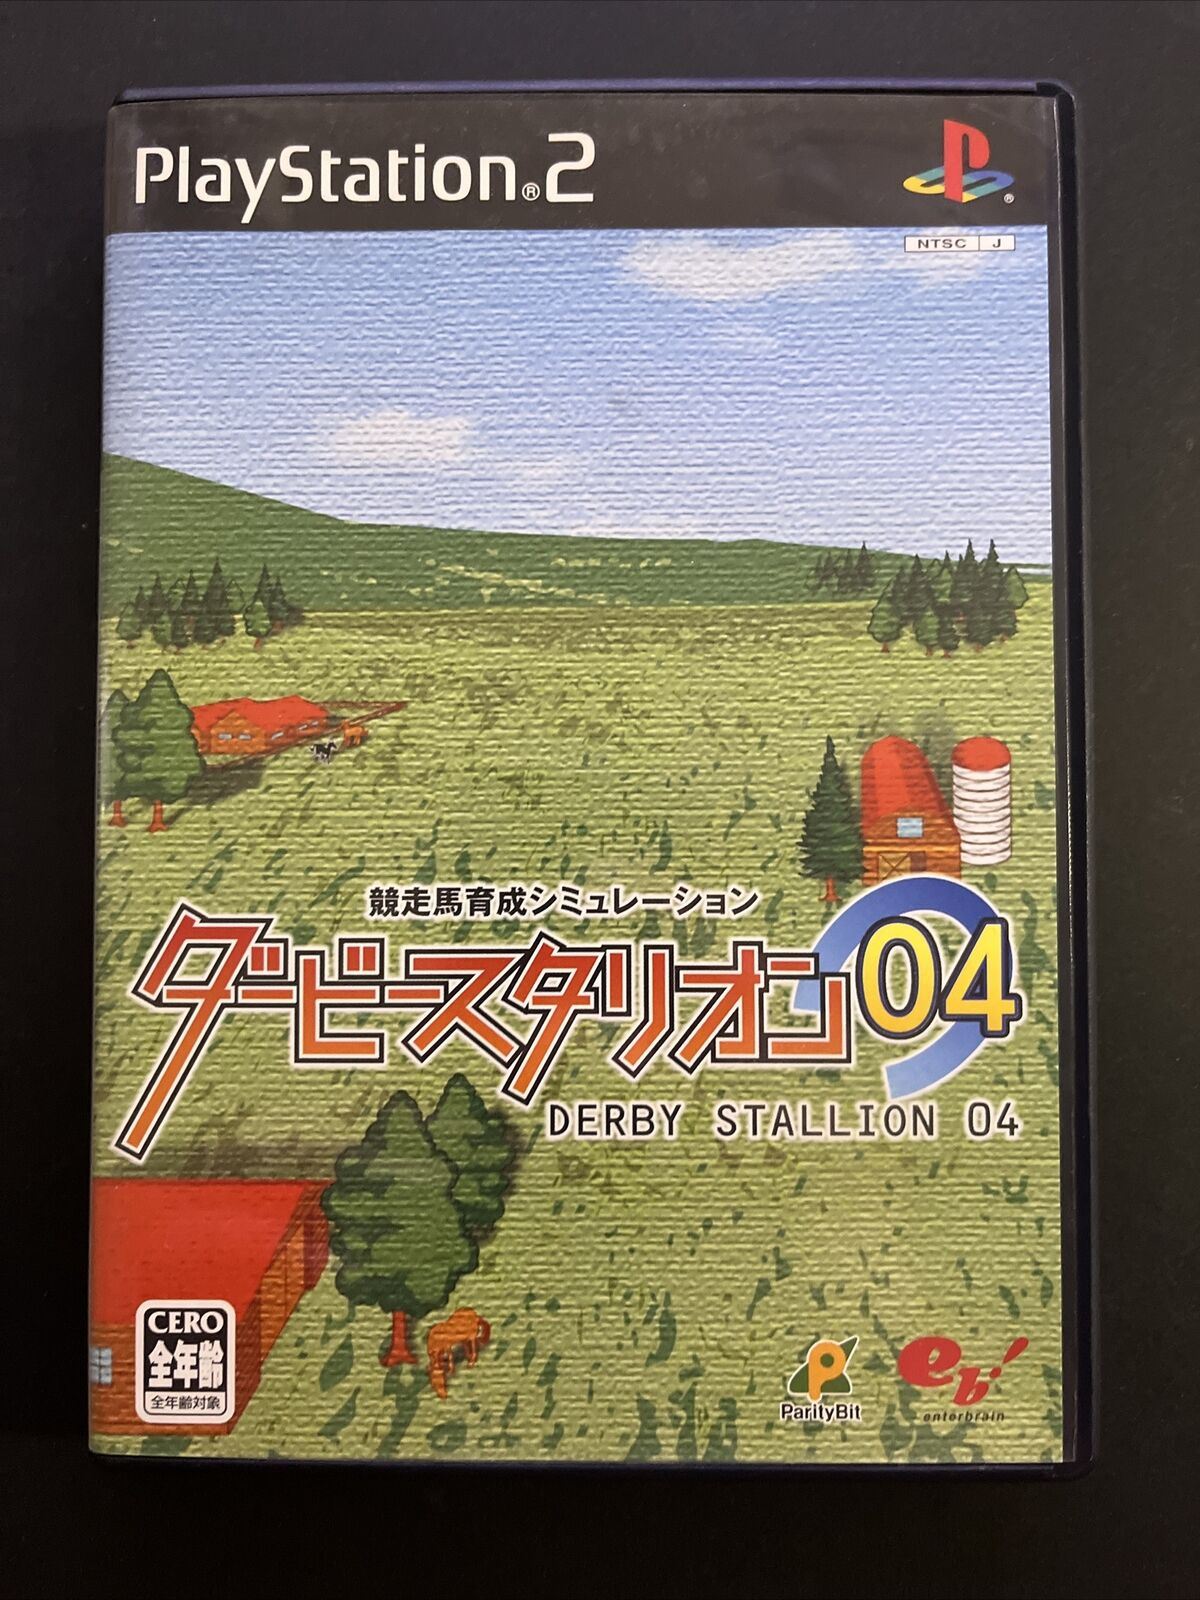 PlayStation®2
®
NTSC J
競走馬育成シミュレーション
ダービースタリオン04
DERBY STALLION 04
CERO
全年齢
全年齢対象
ParityBit
eb!
enterbrain